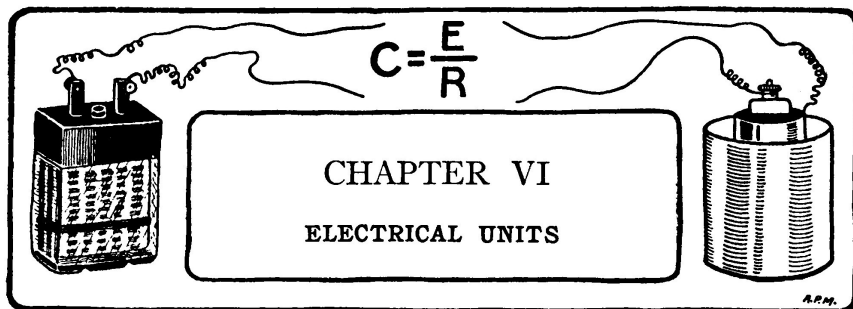 C=E/R
CHAPTER VI
ELECTRICAL UNITS
R.P.M.